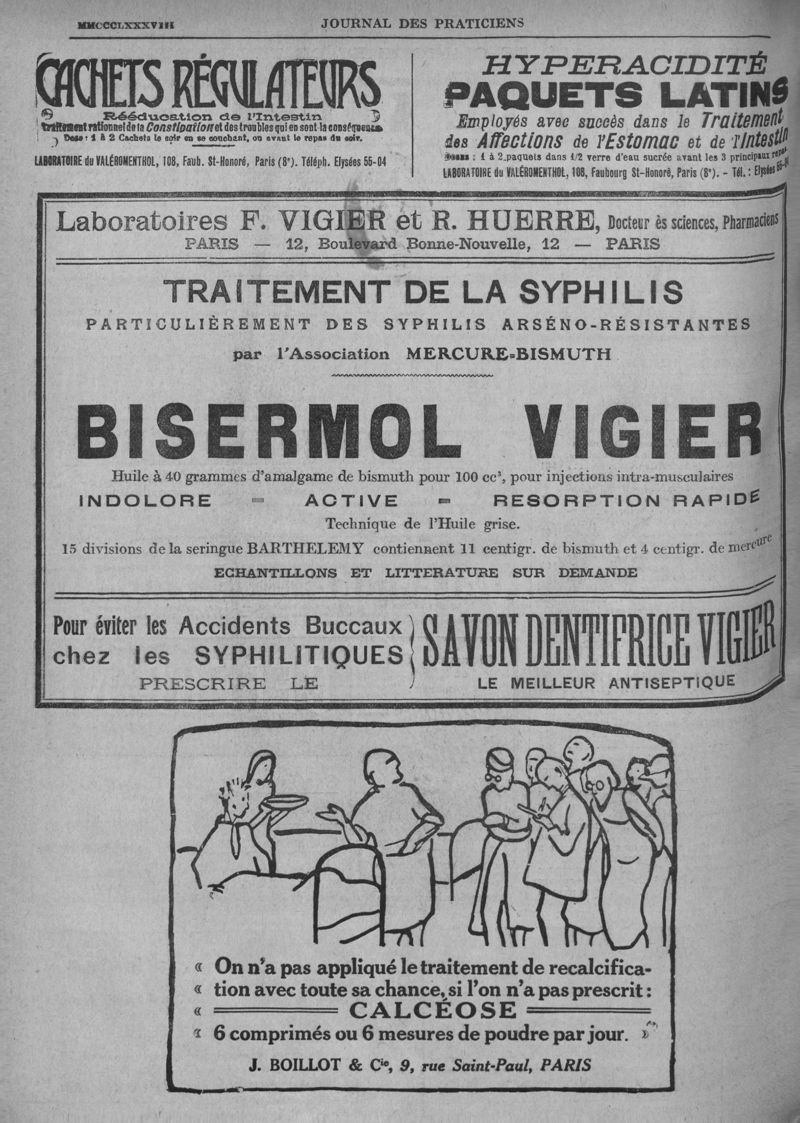 MMCCCLXXXVIII
JOURNAL DES PRATICIENS
CACHETS RÉGULATEURS
Rééducation de l'Intestin
traitement rationnel de la Constipation et des troubles qui en sont la conséquence
Dose : 1 à 2 Cachets le soir en se couchant, ou avant le repas du soir.
LABORATOIRE du VALÉROMENTHOL, 108, Faub. St-Honoré, Paris (8e). Téléph. Elysées 55-04
HYPERACIDITÉ
PAQUETS LATINS
Employés avec succès dans le Traitement
des Affections de l'Estomac et de l'Intestin
Doses : 1 à 2 paquets dans 1/2 verre d'eau sucrée avant les 3 principaux repas
LABORATOIRE du VALÉROMENTHOL, 108, Faubourg St-Honoré, Paris (8e). - Tél. : Elysées 55-04
Laboratoires F. VIGIER et R. HUERRE, Docteur ès sciences, Pharmaciens
PARIS — 12, Boulevard Bonne-Nouvelle, 12 — PARIS
TRAITEMENT DE LA SYPHILIS
PARTICULIÈREMENT DES SYPHILIS ARSÉNO-RÉSISTANTES
par l'Association MERCURE=BISMUTH
BISERMOL VIGIER
Huile à 40 grammes d'amalgame de bismuth pour 100 cc³, pour injections intra-musculaires
INDOLORE = ACTIVE = RESORPTION RAPIDE
Technique de l'Huile grise.
15 divisions de la seringue BARTHELEMY contiennent 11 centigr. de bismuth et 4 centigr. de mercure
ECHANTILLONS ET LITTERATURE SUR DEMANDE
Pour éviter les Accidents Buccaux
chez les SYPHILITIQUES
PRESCRIRE LE
SAVON DENTIFRICE VIGIER
LE MEILLEUR ANTISEPTIQUE
« On n'a pas appliqué le traitement de recalcifica-
« tion avec toute sa chance, si l'on n'a pas prescrit :
« CALCÉOSE
« 6 comprimés ou 6 mesures de poudre par jour. »
J. BOILLOT & Cie, 9, rue Saint-Paul, PARIS